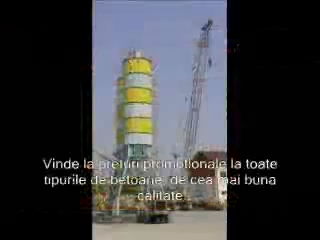 Vinde la preturi promotionale la toate
tipurile de betoane, de cea mai buna
calitate.